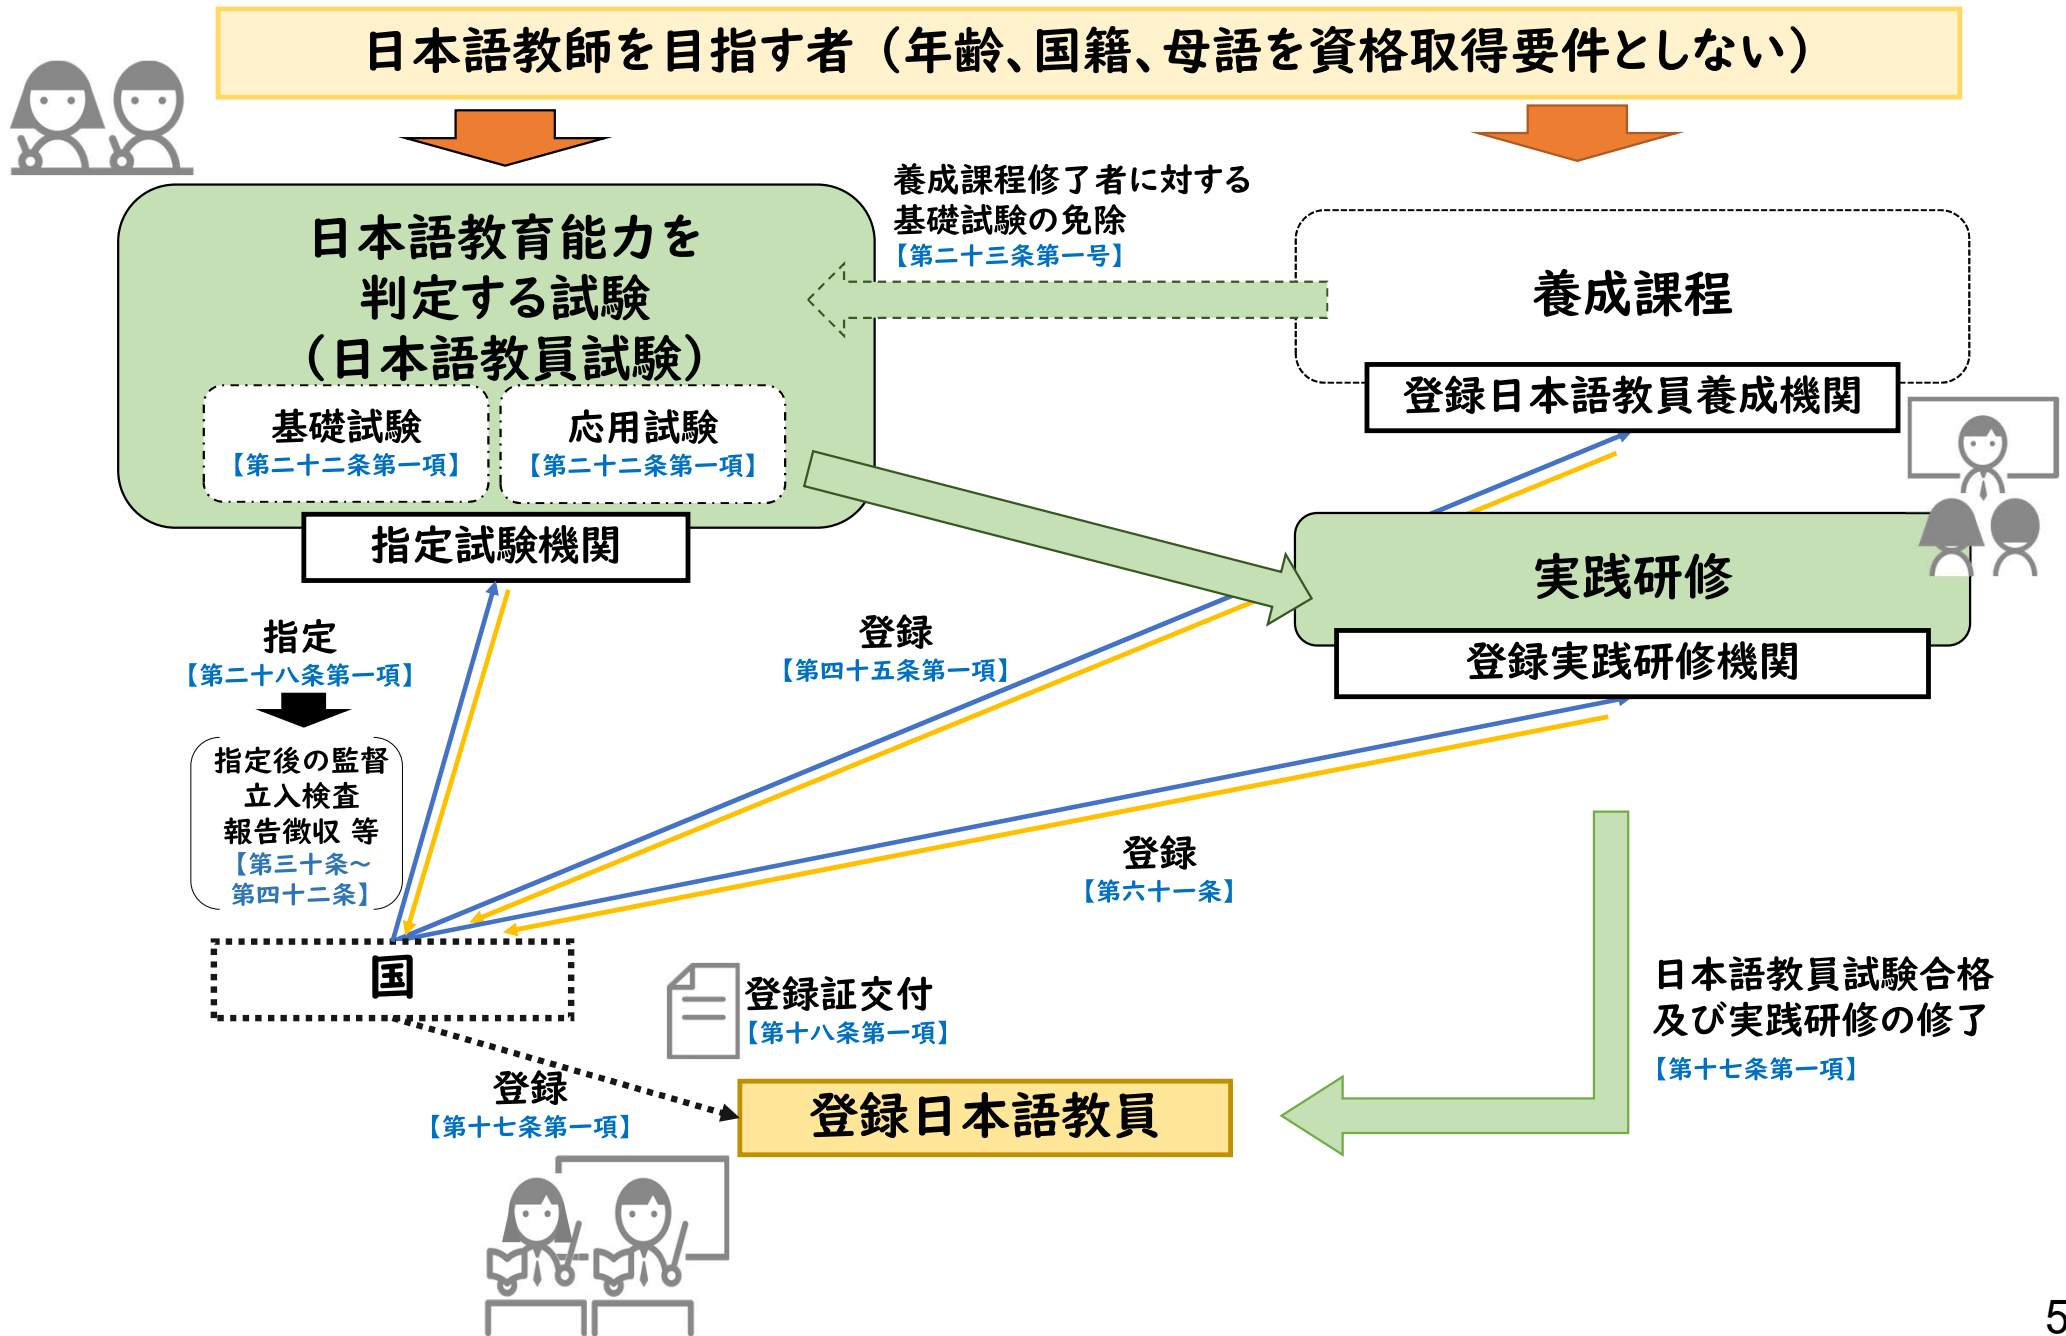 日本語教師を目指す者（年齢、国籍、母語を資格取得要件としない）
養成課程修了者に対する
基礎試験の免除
【第二十三条第一号】
日本語教育能力を
判定する試験
（日本語教員試験）
基礎試験
【第二十二条第一項】
応用試験
【第二十二条第一項】
指定試験機関
養成課程
登録日本語教員養成機関
実践研修
登録実践研修機関
指定
【第二十八条第一項】
登録
【第四十五条第一項】
指定後の監督
立入検査
報告徴収 等
【第三十条～
第四十二条】
登録
【第六十一条】
国
登録証交付
【第十八条第一項】
日本語教員試験合格
及び実践研修の修了
【第十七条第一項】
登録
【第十七条第一項】
登録日本語教員
5